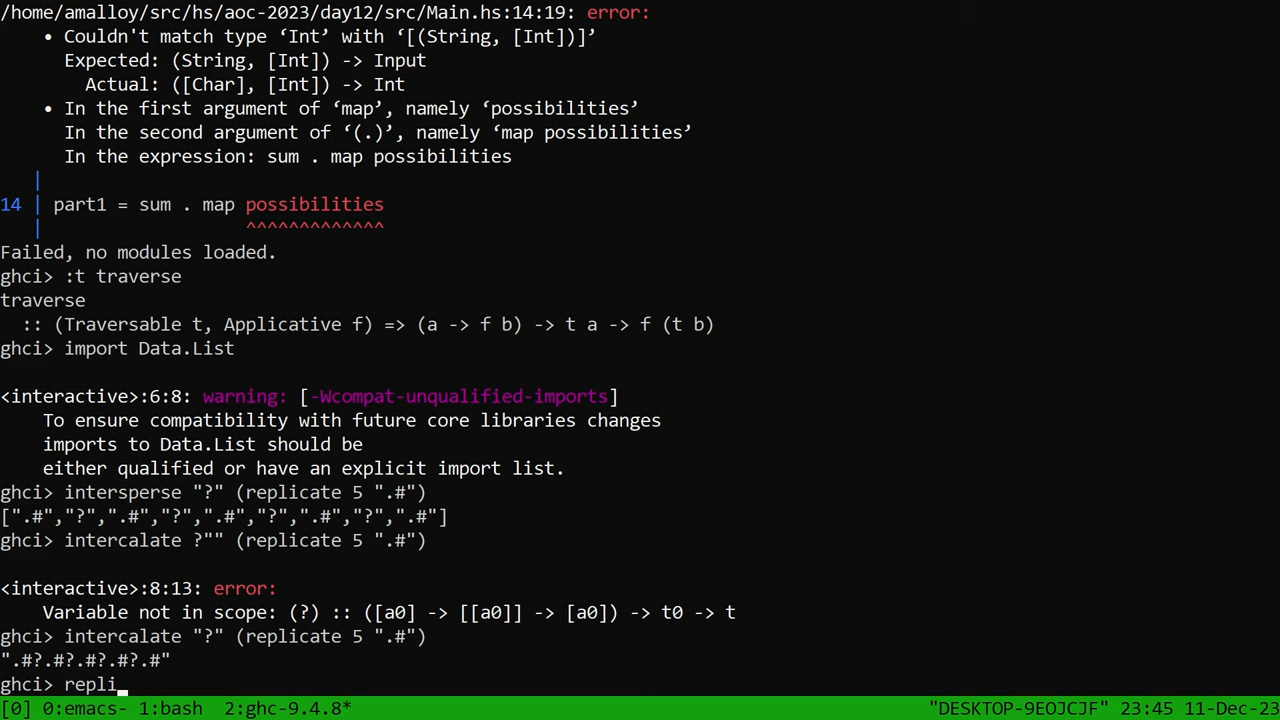 /home/amalloy/src/hs/aoc-2023/day12/src/Main.hs:14:19: error:
    • Couldn't match type ‘Int’ with ‘[(String, [Int])]’
      Expected: (String, [Int]) -> Input
        Actual: ([Char], [Int]) -> Int
    • In the first argument of ‘map’, namely ‘possibilities’
      In the second argument of ‘(.)’, namely ‘map possibilities’
      In the expression: sum . map possibilities
   |
14 | part1 = sum . map possibilities
   |                   ^^^^^^^^^^^^^
Failed, no modules loaded.
ghci> :t traverse
traverse
  :: (Traversable t, Applicative f) => (a -> f b) -> t a -> f (t b)
ghci> import Data.List
<interactive>:6:8: warning: [-Wcompat-unqualified-imports]
    To ensure compatibility with future core libraries changes
    imports to Data.List should be
    either qualified or have an explicit import list.
ghci> intersperse "?" (replicate 5 ".#")
[".#","?",".#","?",".#","?",".#","?",".#"]
ghci> intercalate ?"" (replicate 5 ".#")
<interactive>:8:13: error:
    Variable not in scope: (?) :: ([a0] -> [[a0]] -> [a0]) -> t0 -> t
ghci> intercalate "?" (replicate 5 ".#")
".#?.#?.#?.#?.#"
ghci> repli
[0] 0:emacs- 1:bash  2:ghc-9.4.8* "DESKTOP-9EOJCJF" 23:45 11-Dec-23